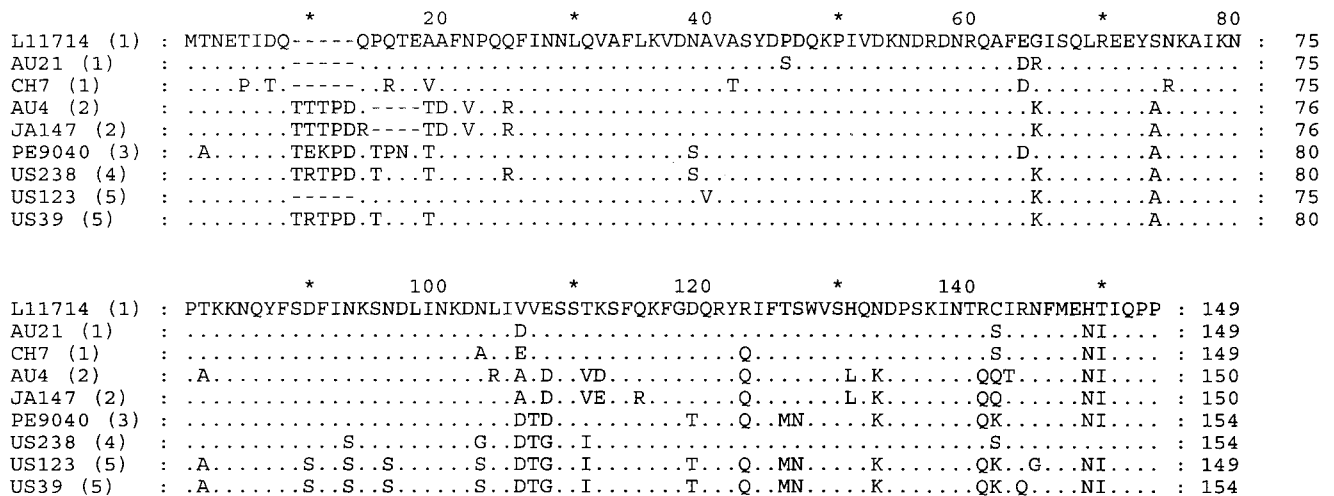 * 20 * 40 * 60 * 80
L11714 (1) : MTNETIDQ-----QPQTEAAFNPQQFINNLQVAFLKVDNAVASYDPDQKPIVDKNDRDNRQAFEGISQLREEYSNKAIKN : 75
AU21 (1) : ........-----................................S.................DR............... : 75
CH7 (1) : ....P.T.-----..R..V......................T.....................D..........R..... : 75
AU4 (2) : ........TTTPD.----TD.V..R.......................................K........A...... : 76
JA147 (2) : ........TTTPDR----TD.V..R.......................................K........A...... : 76
PE9040 (3) : .A......TEKPD.TPN.T...................S........................D.........A...... : 80
US238 (4) : ........TRTPD.T...T.....R.............S.........................K........A...... : 80
US123 (5) : ........-----..........................V........................K........A...... : 75
US39 (5) : ........TRTPD.T...T.............................................K........A...... : 80
* 100 * 120 * 140 *
L11714 (1) : PTKKNQYFSDFINKSNDLINKDNLIVVESSTKSFQKFGDQRYRIFTSWVSHQNDPSKINTRCIRNFMEHTIQPP : 149
AU21 (1) : .........................D...................................S......NI.... : 149
CH7 (1) : ......................A..E................Q..................S......NI.... : 149
AU4 (2) : .A.....................R.A.D..VD..........Q.......L.K.......QQT.....NI.... : 150
JA147 (2) : .........................A.D..VE..R.......Q.......L.K.......QQ......NI.... : 150
PE9040 (3) : .........................DTD..........T...Q..MN.....K.......QK......NI.... : 154
US238 (4) : ............S.........G..DTG..I..............................S............ : 154
US123 (5) : .A.......S..S..S......S..DTG..I.......T...Q..MN.....K.......QK..G...NI.... : 149
US39 (5) : .A.......S..S..S......S..DTG..I.......T...Q..MN.....K.......QK.Q....NI.... : 154